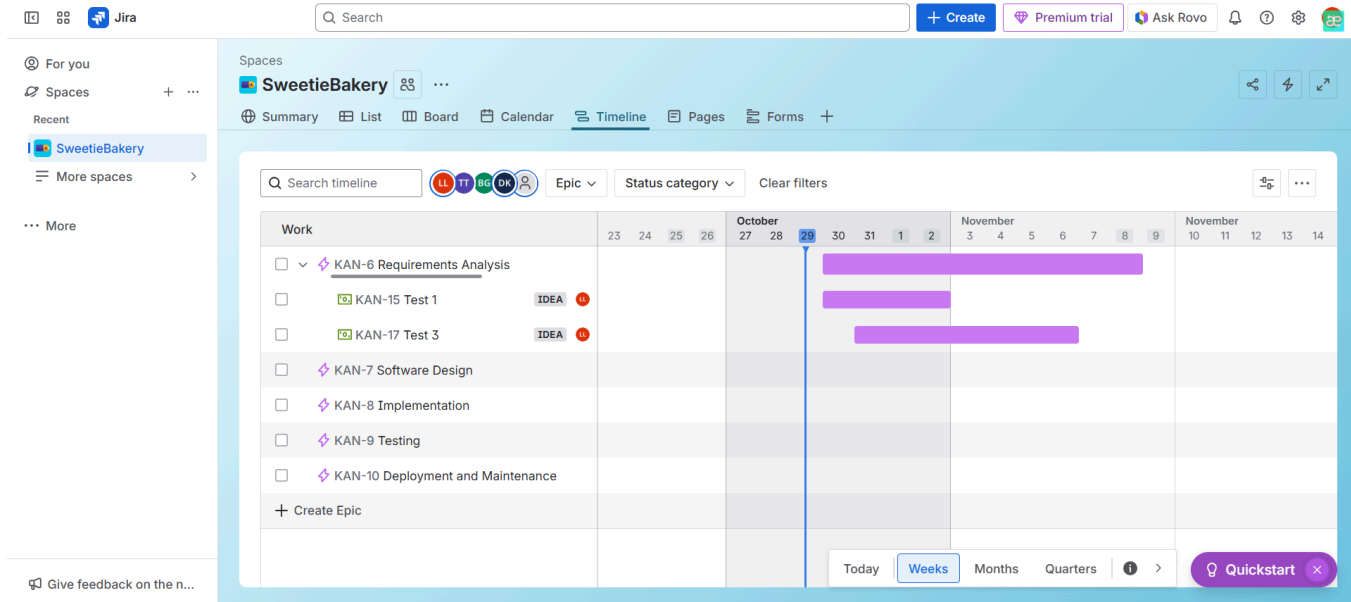 Jira
Search
+ Create
Premium trial
Ask Rovo
For you
Spaces
Recent
SweetieBakery
More spaces
More
Give feedback on the n...
Spaces
SweetieBakery
Summary
List
Board
Calendar
Timeline
Pages
Forms
Search timeline
LL TT BG DK
Epic
Status category
Clear filters
Work
October
November
November
23 24 25 26 27 28 29 30 31 1 2 3 4 5 6 7 8 9 10 11 12 13 14
KAN-6 Requirements Analysis
KAN-15 Test 1 IDEA LL
KAN-17 Test 3 IDEA LL
KAN-7 Software Design
KAN-8 Implementation
KAN-9 Testing
KAN-10 Deployment and Maintenance
+ Create Epic
Today
Weeks
Months
Quarters
Quickstart